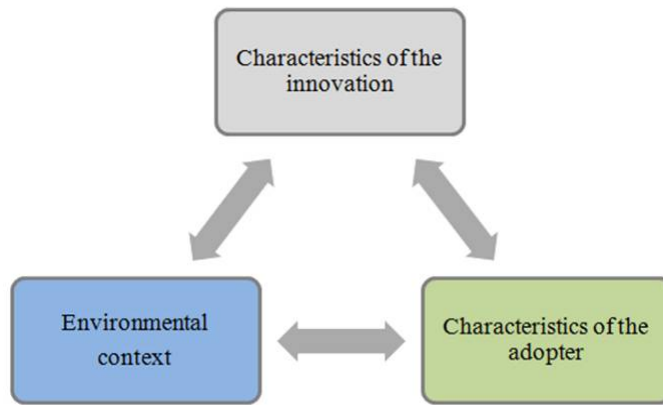 Characteristics of the
innovation
Environmental
context
Characteristics of the
adopter